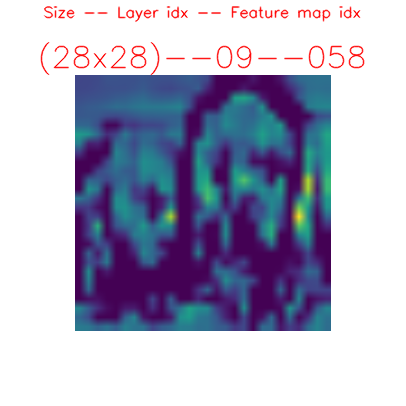 Size -- Layer idx -- Feature map idx
(28x28)--09--058